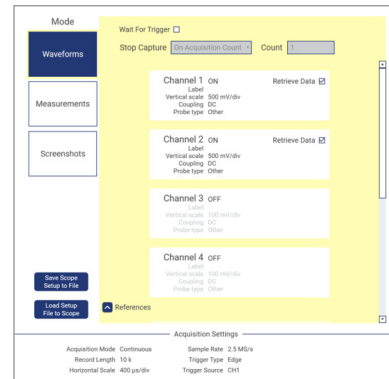 Mode
Waveforms
Measurements
Screenshots
Save Scope
Setup to File
Load Setup
File to Scope
Wait For Trigger
Stop Capture On Acquisition Count Count 1
Channel 1 ON Retrieve Data
Label
Vertical scale 500 mV/div
Coupling DC
Probe type Other
Channel 2 ON Retrieve Data
Label
Vertical scale 500 mV/div
Coupling DC
Probe type Other
Channel 3 OFF
Label
Vertical scale 100 mV/div
Coupling DC
Probe type Other
Channel 4 OFF
Label
Vertical scale 100 mV/div
Coupling DC
Probe type Other
References
Acquisition Settings
Acquisition Mode Continuous Sample Rate 2.5 MS/s
Record Length 10 k Trigger Type Edge
Horizontal Scale 400 µs/div Trigger Source CH1